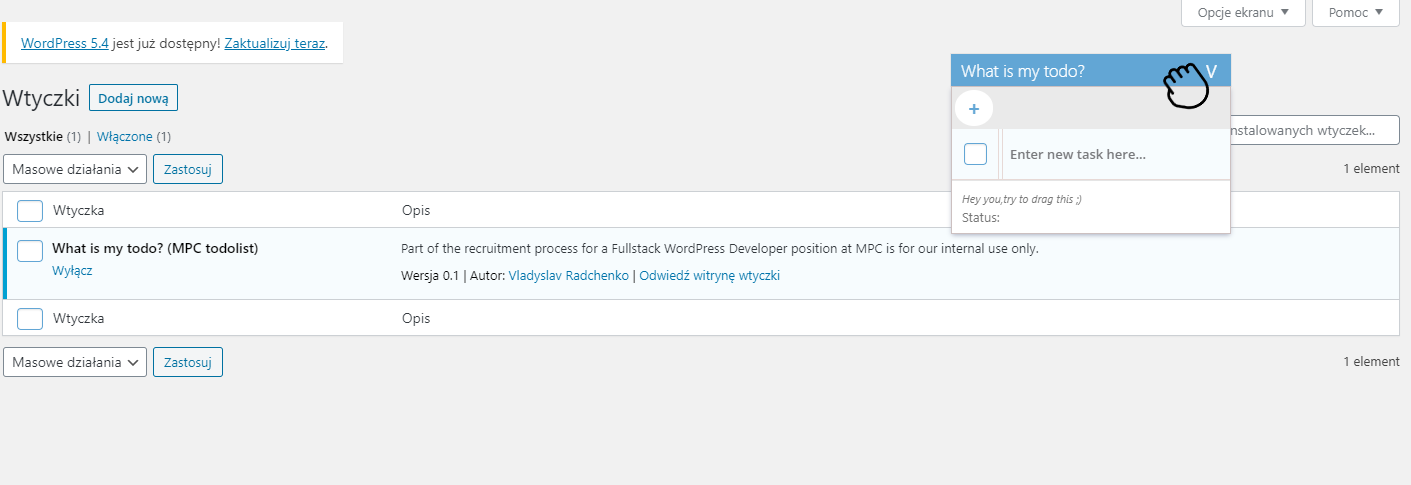 Opcje ekranu ▼ Pomoc ▼
WordPress 5.4 jest już dostępny! Zaktualizuj teraz.
What is my todo? V
Wtyczki Dodaj nową
+
Wszystkie (1) | Włączone (1)
nstalowanych wtyczek...
Enter new task here...
Masowe działania Zastosuj
1 element
Hey you,try to drag this ;)
Status:
Wtyczka Opis
What is my todo? (MPC todolist) Part of the recruitment process for a Fullstack WordPress Developer position at MPC is for our internal use only.
Wyłącz Wersja 0.1 | Autor: Vladyslav Radchenko | Odwiedź witrynę wtyczki
Wtyczka Opis
Masowe działania Zastosuj
1 element